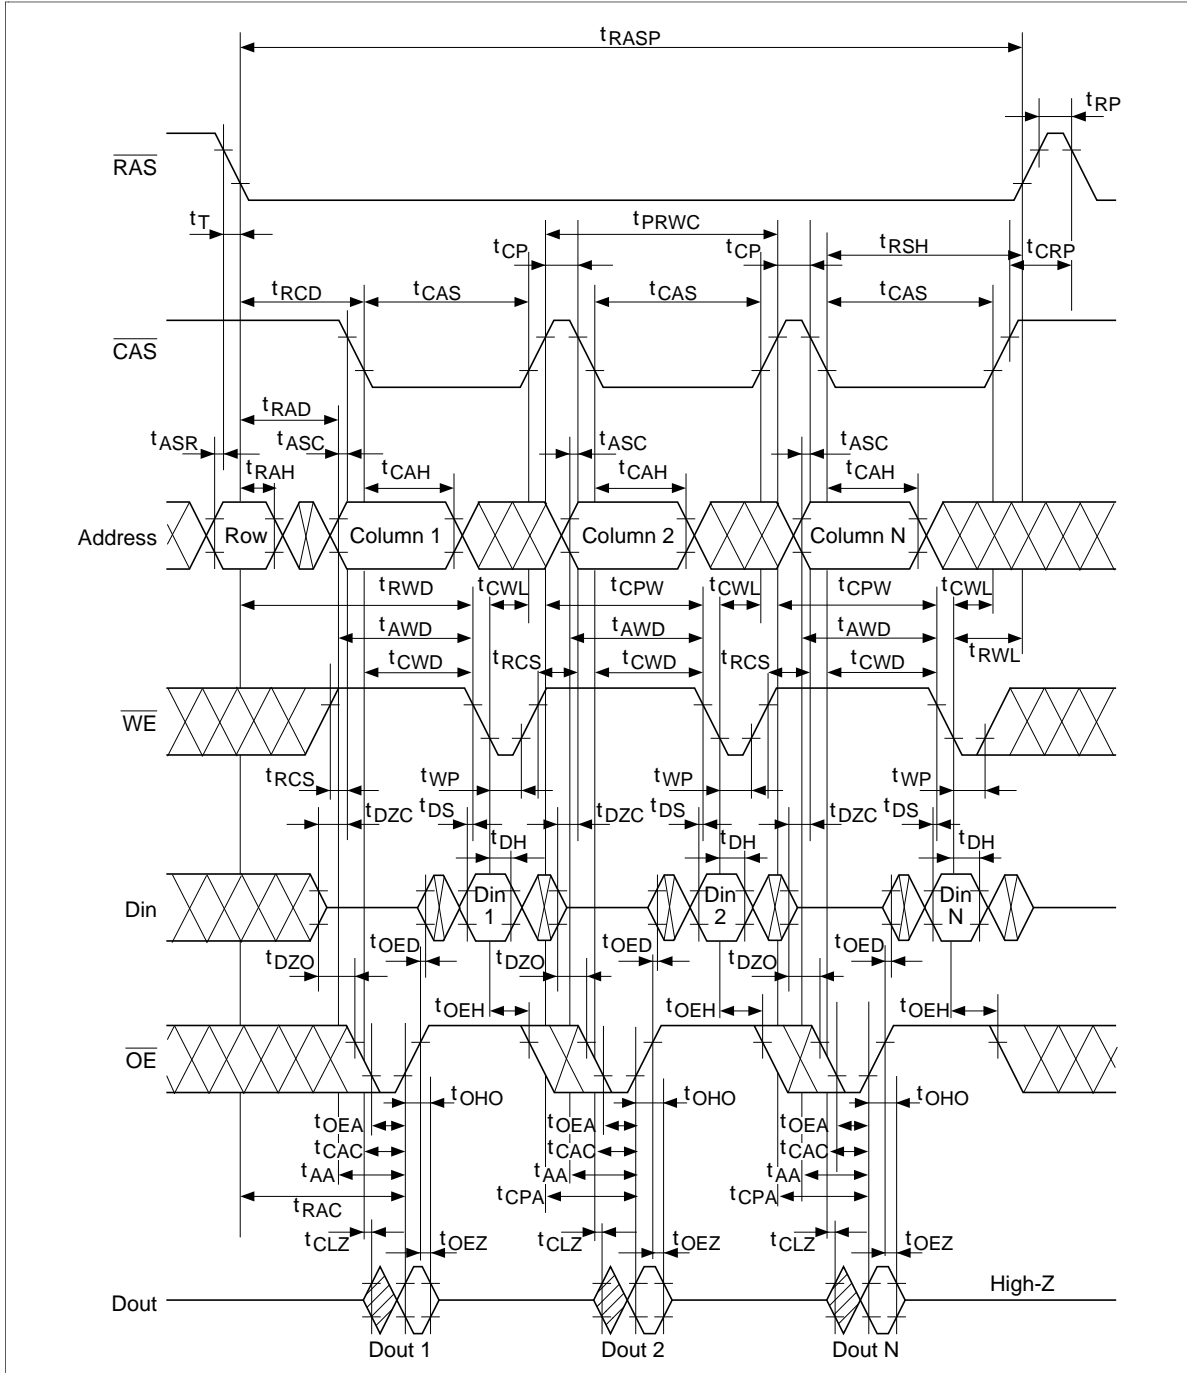 tRASP
tRP
RAS
tT
tPRWC
tCP
tCP
tRSH
tCRP
tRCD
tCAS
tCAS
tCAS
CAS
tRAD
tASR
tASC
tASC
tASC
tRAH
tCAH
tCAH
tCAH
Address
Row
Column 1
Column 2
Column N
tRWD
tCWL
tCPW
tCWL
tCPW
tCWL
tAWD
tAWD
tAWD
tRWL
tCWD
tRCS
tCWD
tRCS
tCWD
WE
tRCS
tWP
tWP
tWP
tDZC
tDS
tDZC
tDS
tDZC
tDS
tDH
tDH
tDH
Din
Din 1
Din 2
Din N
tOED
tOED
tOED
tDZO
tDZO
tDZO
tOEH
tOEH
tOEH
OE
tOHO
tOHO
tOHO
tOEA
tOEA
tOEA
tCAC
tCAC
tCAC
tAA
tAA
tAA
tRAC
tCPA
tCPA
tCLZ
tOEZ
tCLZ
tOEZ
tCLZ
tOEZ
High-Z
Dout
Dout 1
Dout 2
Dout N